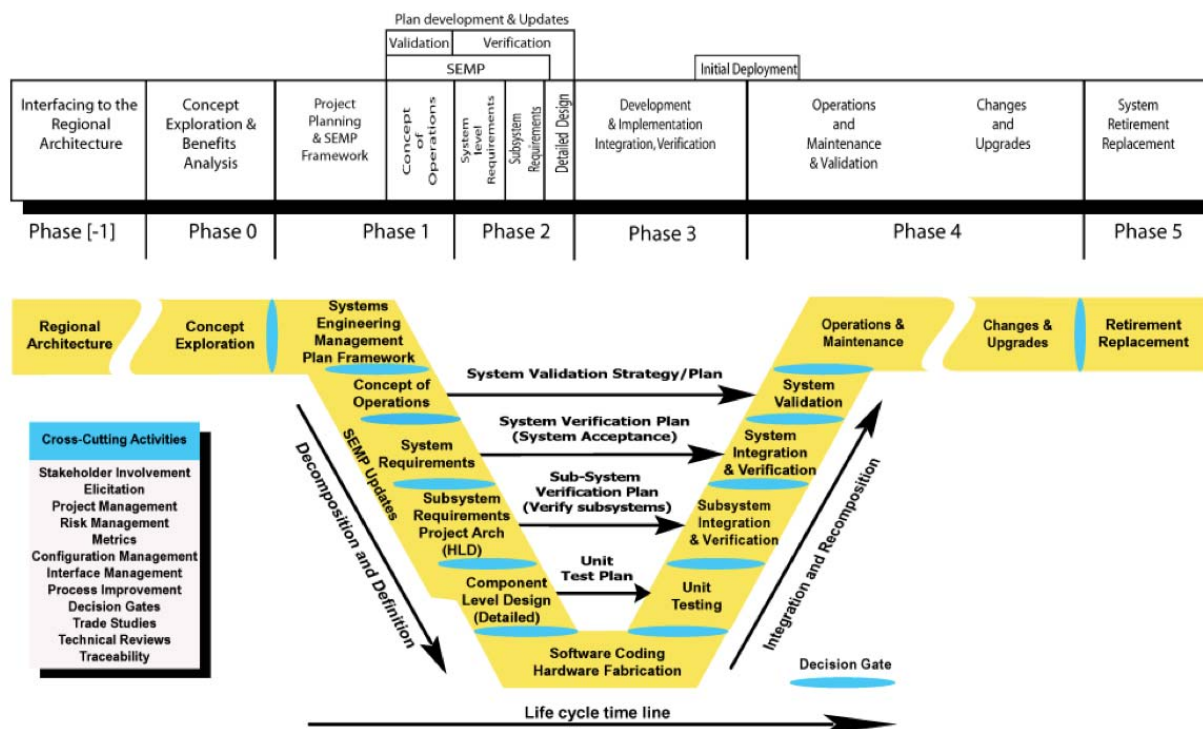 Plan development & Updates
Validation
Verification
SEMP
Initial Deployment
Interfacing to the
Regional
Architecture
Concept
Exploration &
Benefits
Analysis
Project
Planning
& SEMP
Framework
Concept
of
Operations
System
level
Requirements
Subsystem
Requirements
Detailed Design
Development
& Implementation
Integration, Verification
Operations
and
Maintenance
& Validation
Changes
and
Upgrades
System
Retirement
Replacement
Phase [-1]
Phase 0
Phase 1
Phase 2
Phase 3
Phase 4
Phase 5
Regional
Architecture
Concept
Exploration
Systems
Engineering
Management
Plan Framework
Operations &
Maintenance
Changes &
Upgrades
Retirement
Replacement
Concept of
Operations
System Validation Strategy/Plan
System
Validation
System
Requirements
System Verification Plan
(System Acceptance)
System
Integration
& Verification
SEMP Updates
Subsystem
Requirements
Project Arch
(HLD)
Sub-System
Verification Plan
(Verify subsystems)
Subsystem
Integration
& Verification
Component
Level Design
(Detailed)
Unit
Test Plan
Unit
Testing
Software Coding
Hardware Fabrication
Decomposition and Definition
Integration and Recomposition
Cross-Cutting Activities
Stakeholder Involvement
Elicitation
Project Management
Risk Management
Metrics
Configuration Management
Interface Management
Process Improvement
Decision Gates
Trade Studies
Technical Reviews
Traceability
Decision Gate
Life cycle time line